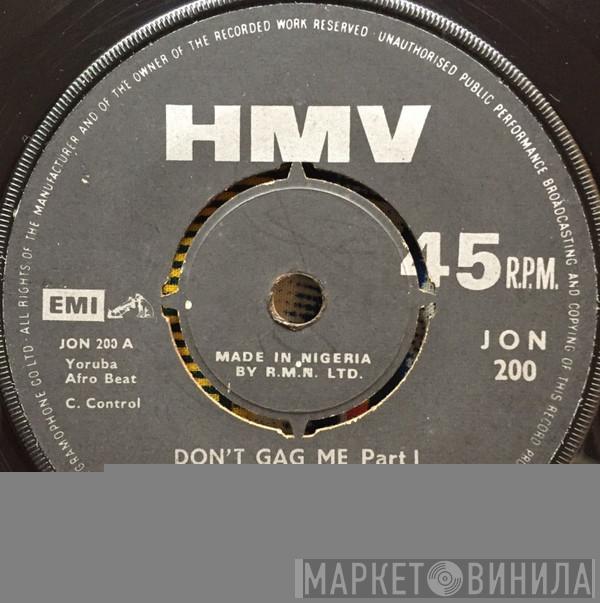 GRAMOPHONE CO LTD · ALL RIGHTS OF THE MANUFACTURER AND OF THE OWNER OF THE RECORDED WORK RESERVED · UNAUTHORISED PUBLIC PERFORMANCE BROADCASTING AND COPYING OF THIS RECORD PRO
HMV
45 R.P.M.
EMI
JON 200 A
Yoruba
Afro Beat
C. Control
MADE IN NIGERIA
BY R.M.N. LTD.
JON
200
DON'T GAG ME Part I
МАРКЕТ ВИНИЛА